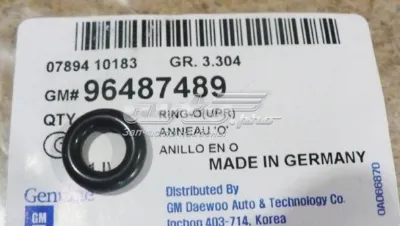 07894 10183 GR. 3.304
GM# 96487489
QTY RING-O(UPR)
ANNEAU 'O'
ANILLO EN O
MADE IN GERMANY
Genuine
GM
Distributed By
GM Daewoo Auto & Technology Co.
Inchon 403-714, Korea
0A066870